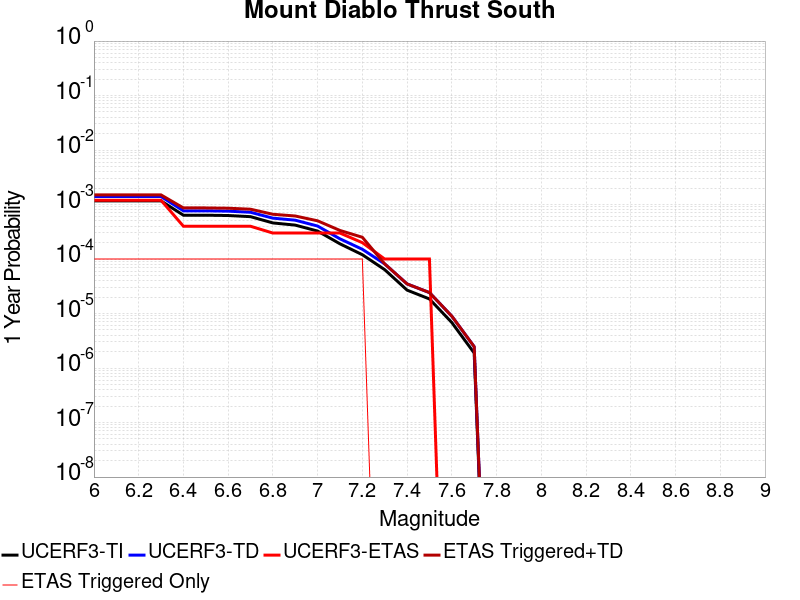 Mount Diablo Thrust South
10^0
10^-1
10^-2
10^-3
10^-4
10^-5
10^-6
10^-7
10^-8
1 Year Probability
6 6.2 6.4 6.6 6.8 7 7.2 7.4 7.6 7.8 8 8.2 8.4 8.6 8.8 9
Magnitude
UCERF3-TI UCERF3-TD UCERF3-ETAS ETAS Triggered+TD
ETAS Triggered Only